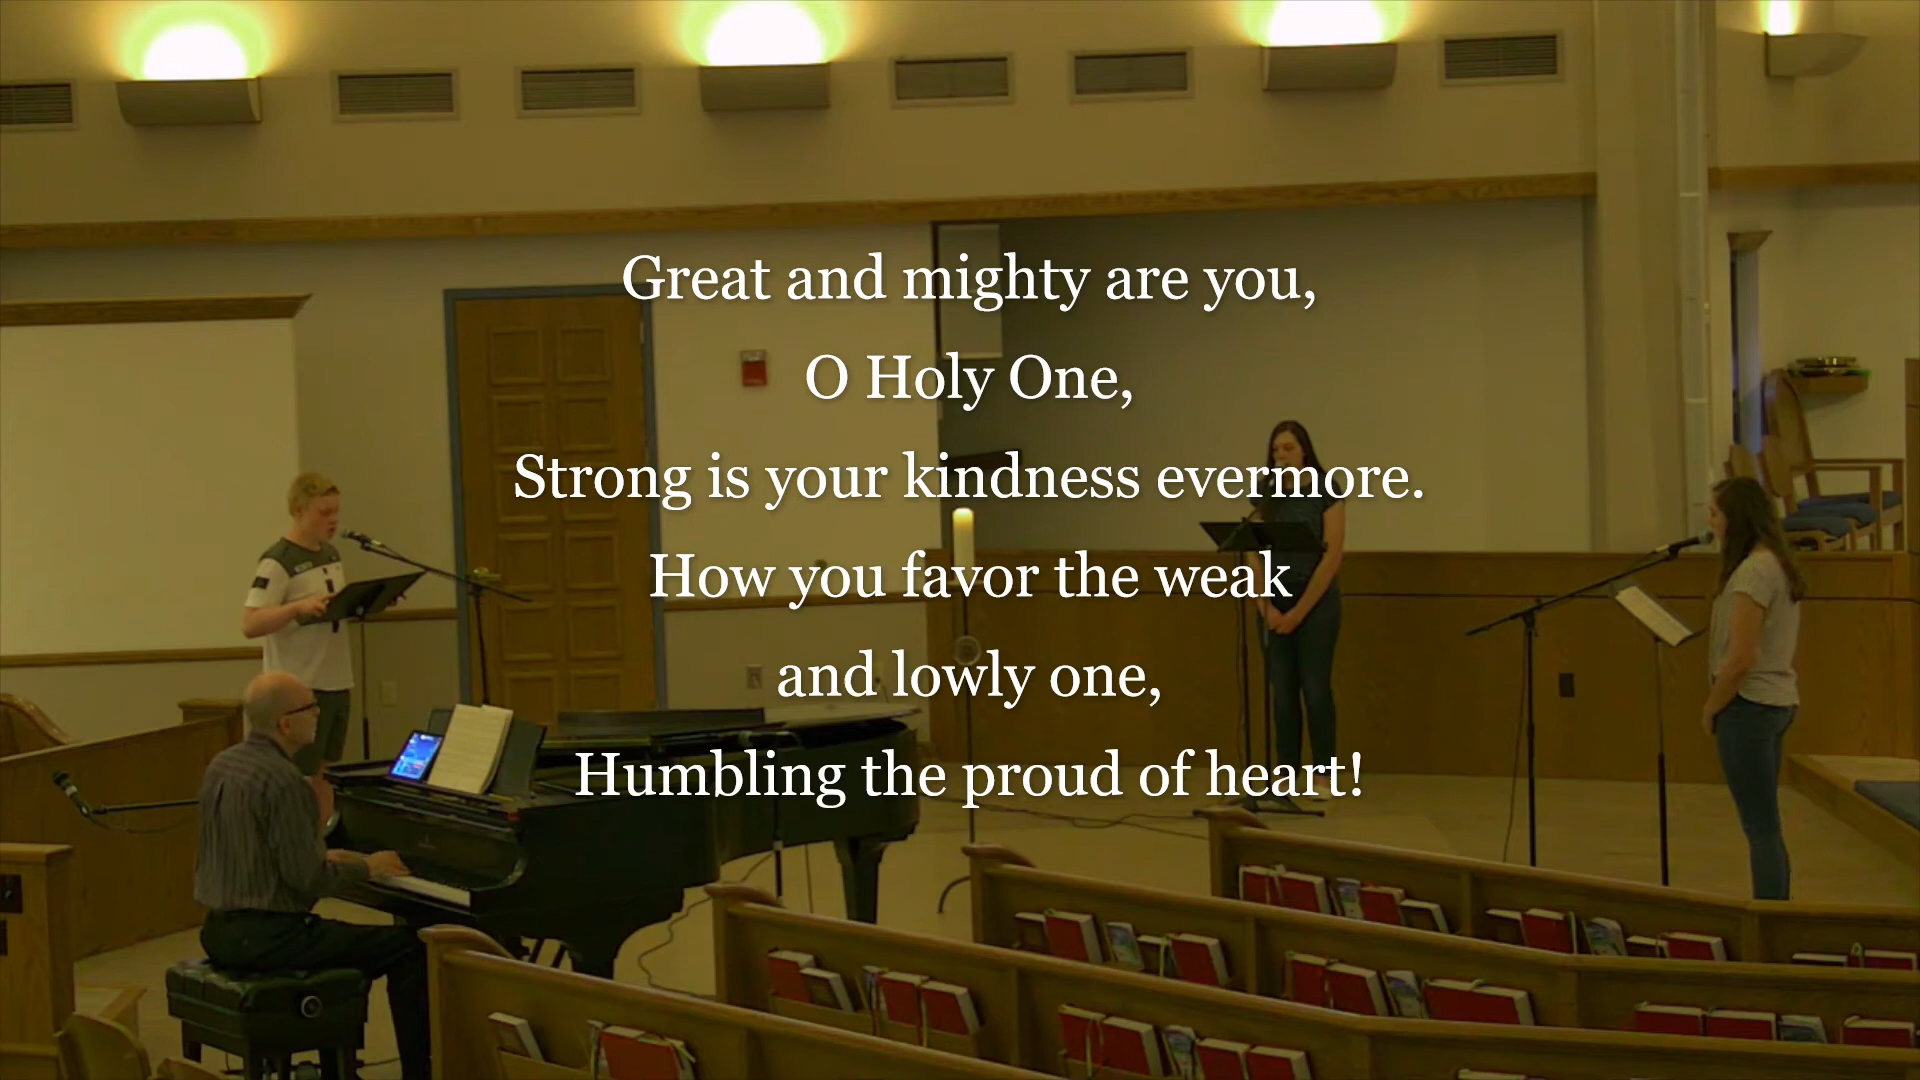 Great and mighty are you,
O Holy One,
Strong is your kindness evermore.
How you favor the weak
and lowly one,
Humbling the proud of heart!